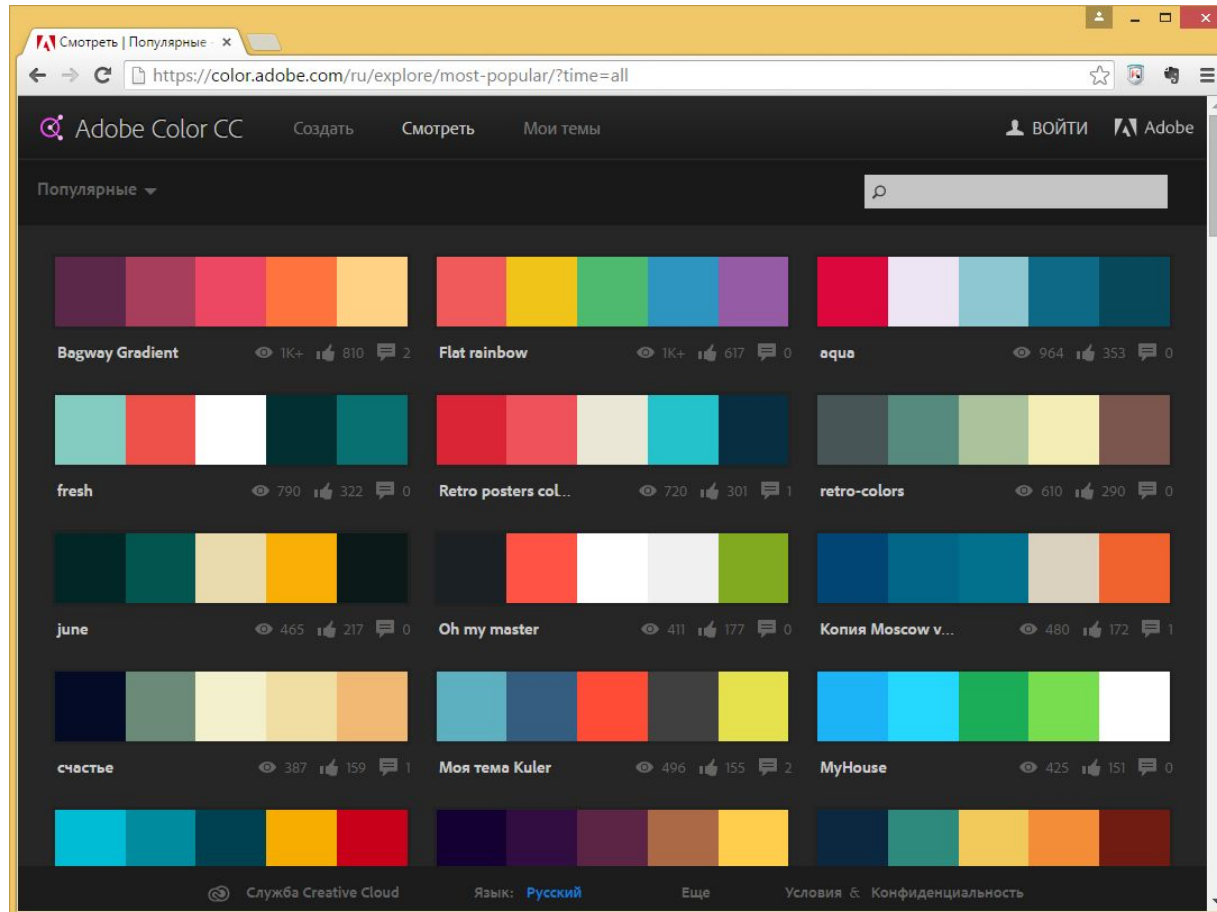 Смотреть | Популярные -
https://color.adobe.com/ru/explore/most-popular/?time=all
Adobe Color CC Создать Смотреть Мои темы ВОЙТИ Adobe
Популярные
Bagway Gradient 1K+ 810 2 Flat rainbow 1K+ 617 0 aqua 964 353 0
fresh 790 322 0 Retro posters col... 720 301 1 retro-colors 610 290 0
june 465 217 0 Oh my master 411 177 0 Копия Moscow v... 480 172 1
счастье 387 159 1 Моя тема Kuler 496 155 2 MyHouse 425 151 0
Служба Creative Cloud Язык: Русский Еще Условия & Конфиденциальность